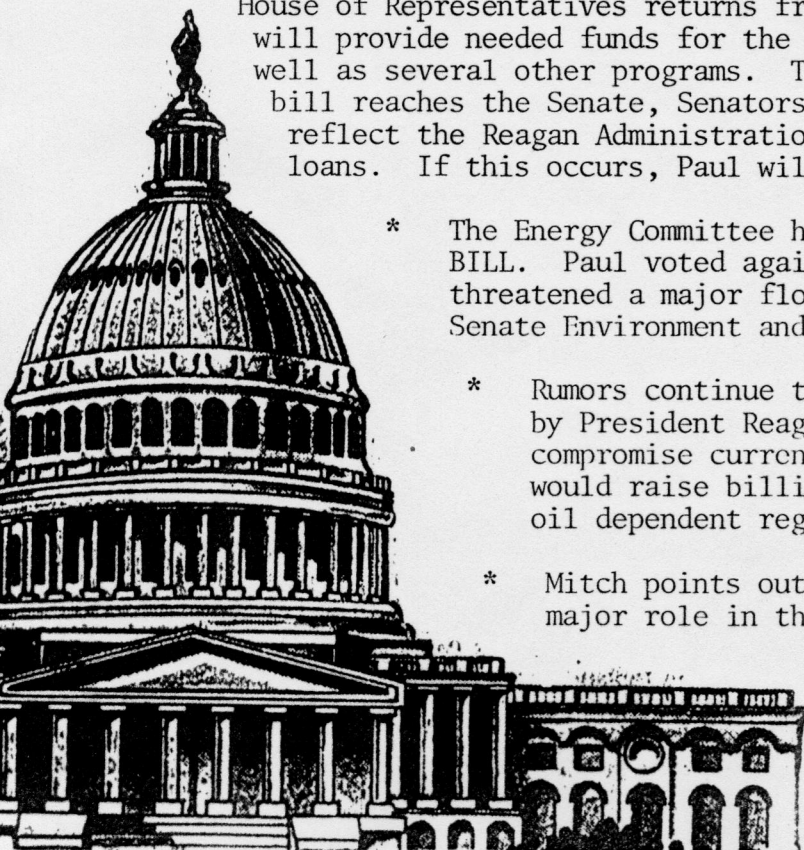 House of Representatives returns fr
will provide needed funds for the
well as several other programs. T
bill reaches the Senate, Senators
reflect the Reagan Administratio
loans. If this occurs, Paul wil
* The Energy Committee h
BILL. Paul voted agai
threatened a major flo
Senate Environment and
* Rumors continue t
by President Reag
compromise curren
would raise billi
oil dependent reg
* Mitch points out
major role in th